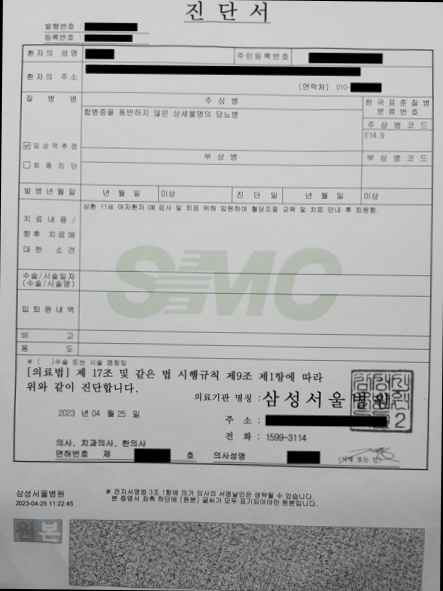 진 단 서
발행번호 :
등록번호 :
환자의 성명
주민등록번호
환자의 주소
(연락처) 010-
질 병 명
주 상 병
한국표준질병
분류번호
합병증을 동반하지 않은 상세불명의 당뇨병
주상병코드
E14.9
☑ 임상적추정
부 상 병
부상병코드
☐ 최종진단
발병년월일 년 월 일 미상 진 단 일 년 월 일 미상
상환 11세 여자환자 DM 검사 및 치료 위해 입원하여 혈당조절 교육 및 치료 안내 후 퇴원함.
치료내용/
향후 치료에
대한 소견
SMC
수술/시술일자
(수술/시술명)
입퇴원내역
비 고
용 도
※ ( )수술 또는 시술 명칭임
[의료법] 제 17조 및 같은 법 시행규칙 제9조 제1항에 따라
위와 같이 진단합니다.
의료기관 명칭 : 삼성서울병원
2023 년 04 월 25 일
주 소 :
전 화 : 1599-3114
의사, 치과의사, 한의사
면허번호 제 호 의사성명
(서명 또는 인)
삼성서울병원
2023-04-25 11:22:45
※ 전자서명법 3조 1항에 의거 의사의 서명날인은 생략될 수 있습니다.
본 증명서 좌측 하단에 (원본) 글씨가 모두 표기되어야만 원본입니다.
원본